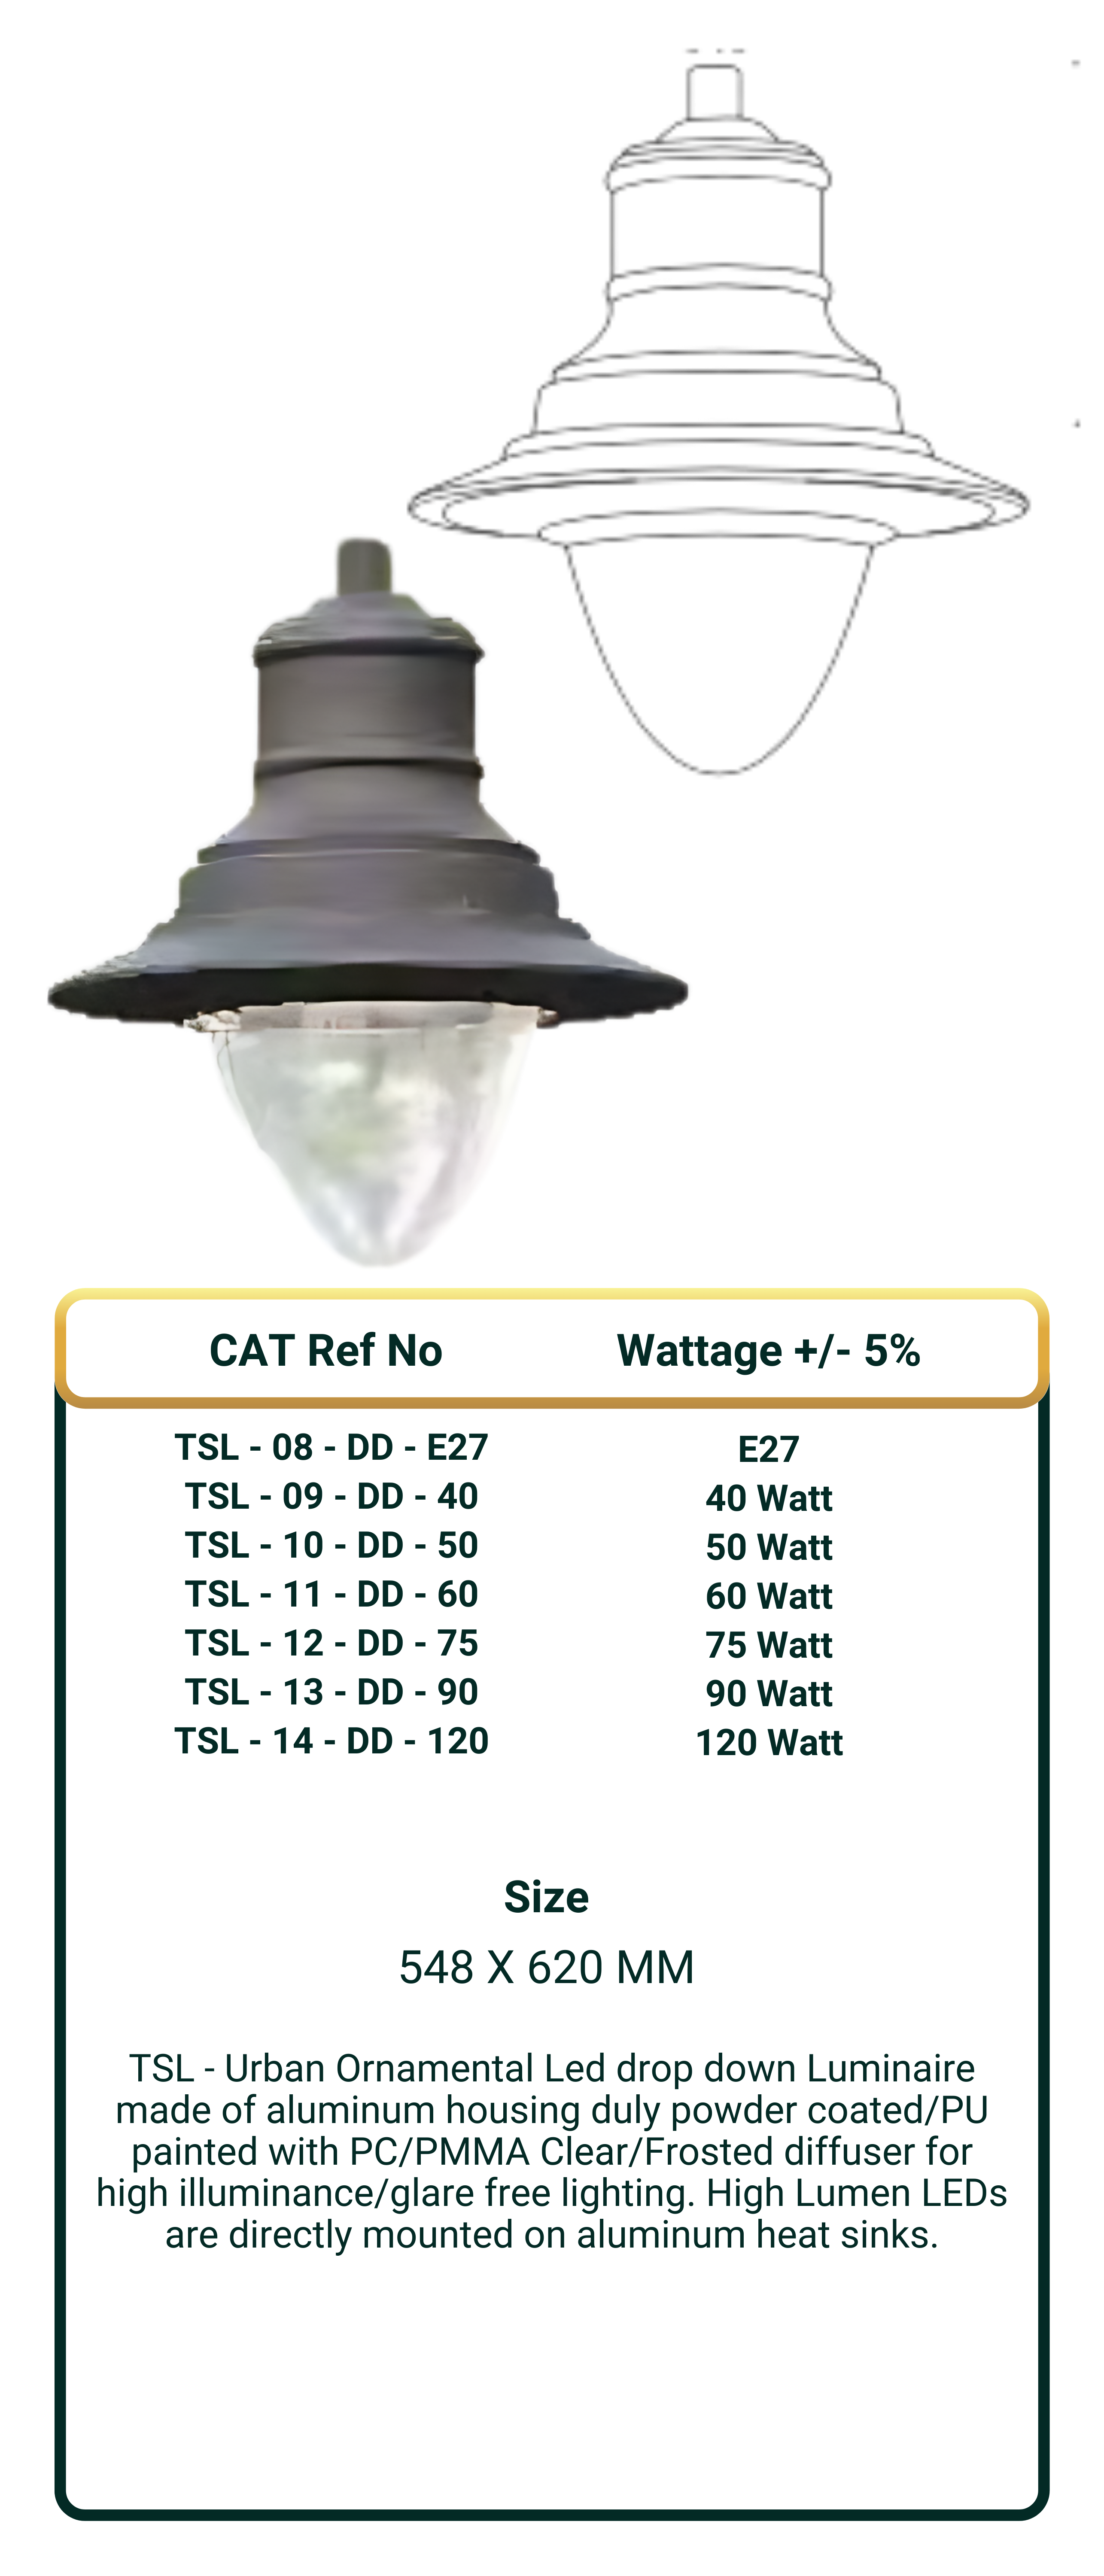 CAT Ref No Wattage +/- 5%
TSL - 08 - DD - E27 E27
TSL - 09 - DD - 40 40 Watt
TSL - 10 - DD - 50 50 Watt
TSL - 11 - DD - 60 60 Watt
TSL - 12 - DD - 75 75 Watt
TSL - 13 - DD - 90 90 Watt
TSL - 14 - DD - 120 120 Watt
Size
548 X 620 MM
TSL - Urban Ornamental Led drop down Luminaire
made of aluminum housing duly powder coated/PU
painted with PC/PMMA Clear/Frosted diffuser for
high illuminance/glare free lighting. High Lumen LEDs
are directly mounted on aluminum heat sinks.